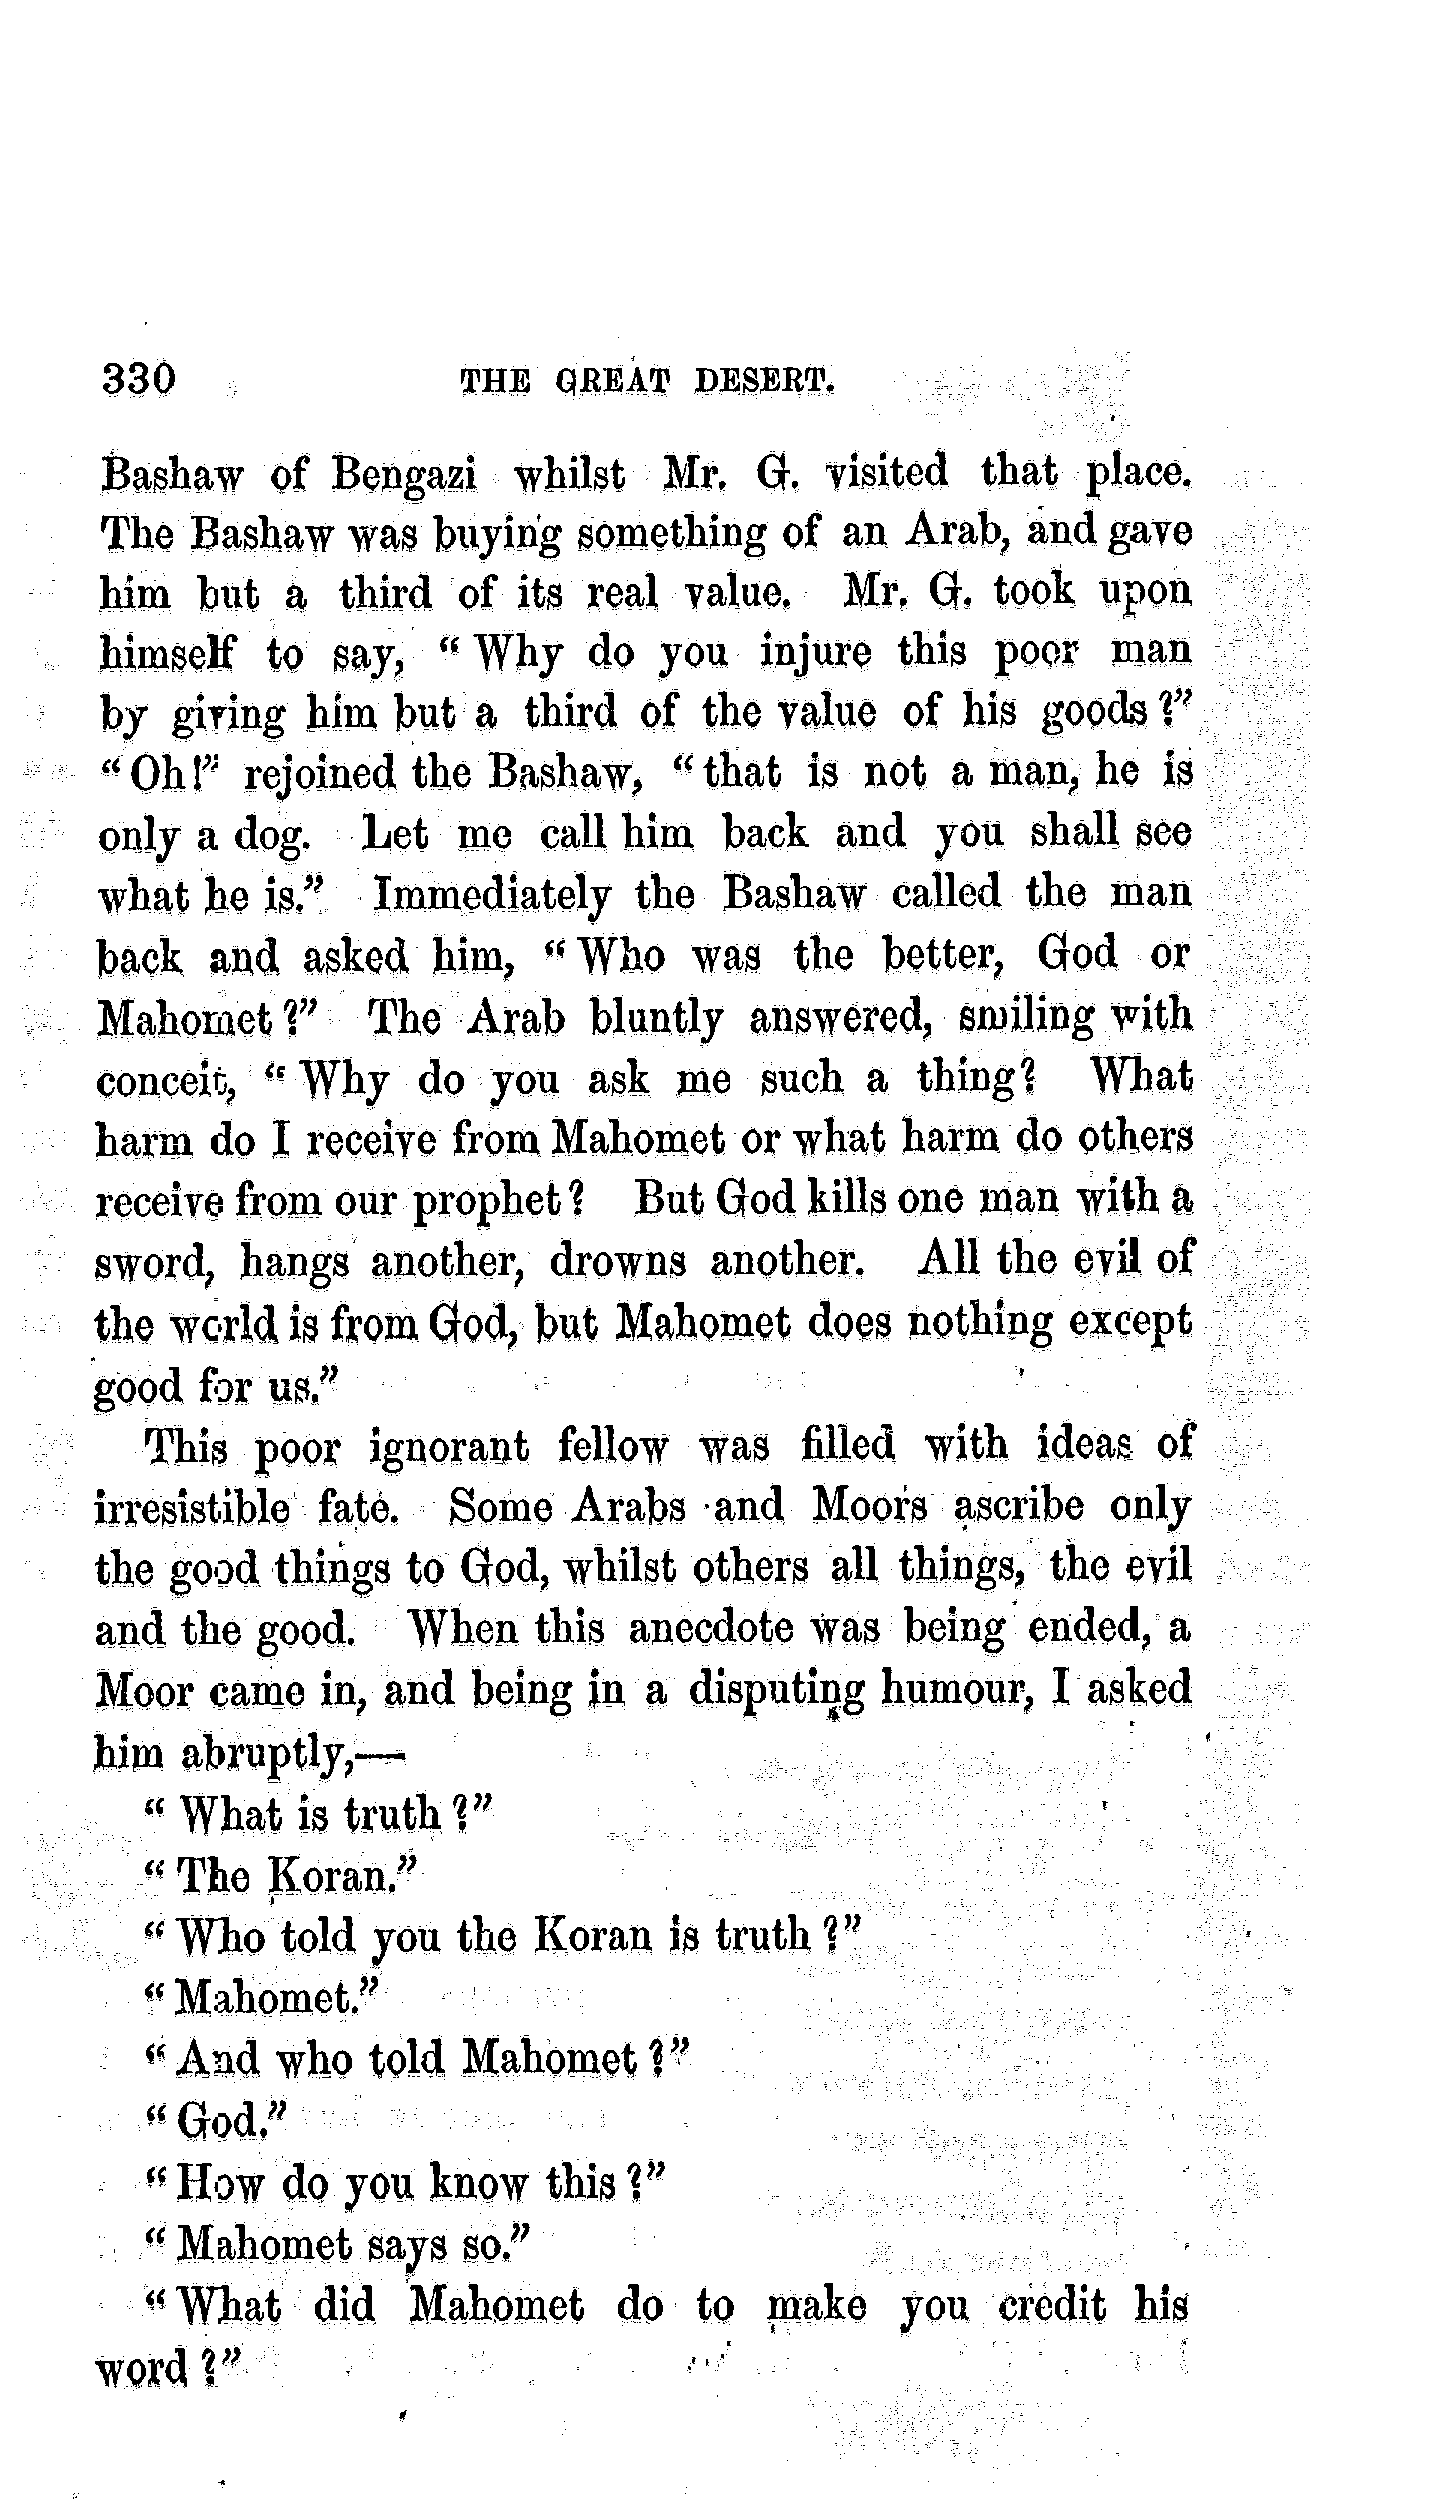 330 THE GREAT DESERT.
Bashaw of Bengazi whilst Mr. G. visited that place.
The Bashaw was buying something of an Arab, and gave
him but a third of its real value. Mr. G. took upon
himself to say, “Why do you injure this poor man
by giving him but a third of the value of his goods?”
“Oh!” rejoined the Bashaw, “that is not a man, he is
only a dog. Let me call him back and you shall see
what he is.” Immediately the Bashaw called the man
back and asked him, “Who was the better, God or
Mahomet?” The Arab bluntly answered, smiling with
conceit, “Why do you ask me such a thing? What
harm do I receive from Mahomet or what harm do others
receive from our prophet? But God kills one man with a
sword, hangs another, drowns another. All the evil of
the world is from God, but Mahomet does nothing except
good for us.”
This poor ignorant fellow was filled with ideas of
irresistible fate. Some Arabs and Moors ascribe only
the good things to God, whilst others all things, the evil
and the good. When this anecdote was being ended, a
Moor came in, and being in a disputing humour, I asked
him abruptly,—
“What is truth?”
“The Koran.”
“Who told you the Koran is truth?”
“Mahomet.”
“And who told Mahomet?”
“God.”
“How do you know this?”
“Mahomet says so.”
“What did Mahomet do to make you credit his
word?”